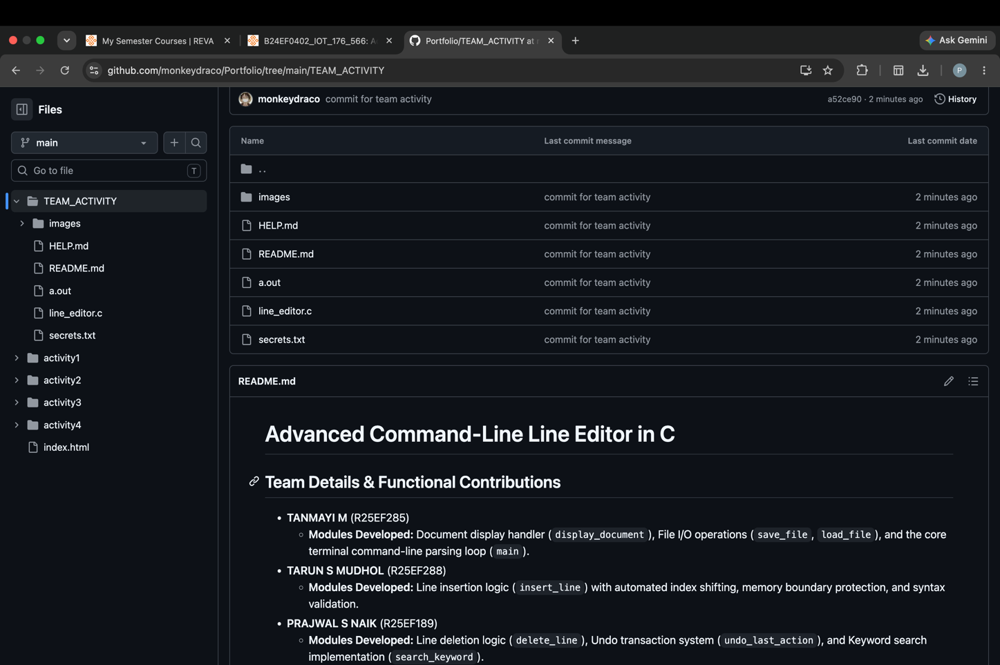 My Semester Courses | REVA
B24EF0402_IOT_176_566: A
Portfolio/TEAM_ACTIVITY at
Ask Gemini
github.com/monkeydraco/Portfolio/tree/main/TEAM_ACTIVITY
P
Files
main
Go to file
T
TEAM_ACTIVITY
images
HELP.md
README.md
a.out
line_editor.c
secrets.txt
activity1
activity2
activity3
activity4
index.html
monkeydraco commit for team activity
a52ce90 · 2 minutes ago
History
Name Last commit message Last commit date
..
images commit for team activity 2 minutes ago
HELP.md commit for team activity 2 minutes ago
README.md commit for team activity 2 minutes ago
a.out commit for team activity 2 minutes ago
line_editor.c commit for team activity 2 minutes ago
secrets.txt commit for team activity 2 minutes ago
README.md
Advanced Command-Line Line Editor in C
Team Details & Functional Contributions
• TANMAYI M (R25EF285)
◦ Modules Developed: Document display handler ( display_document ), File I/O operations ( save_file , load_file ), and the core
terminal command-line parsing loop ( main ).
• TARUN S MUDHOL (R25EF288)
◦ Modules Developed: Line insertion logic ( insert_line ) with automated index shifting, memory boundary protection, and syntax
validation.
• PRAJWAL S NAIK (R25EF189)
◦ Modules Developed: Line deletion logic ( delete_line ), Undo transaction system ( undo_last_action ), and Keyword search
implementation ( search_keyword ).